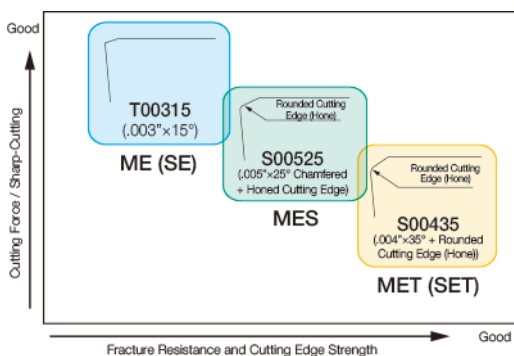 Good
Cutting Force / Sharp-Cutting
T00315
(.003"×15°)
ME (SE)
Rounded Cutting
Edge (Hone)
S00525
(.005"×25° Chamfered
+ Honed Cutting Edge)
MES
Rounded Cutting
Edge (Hone)
S00435
(.004"×35° + Rounded
Cutting Edge (Hone))
MET (SET)
Good
Fracture Resistance and Cutting Edge Strength